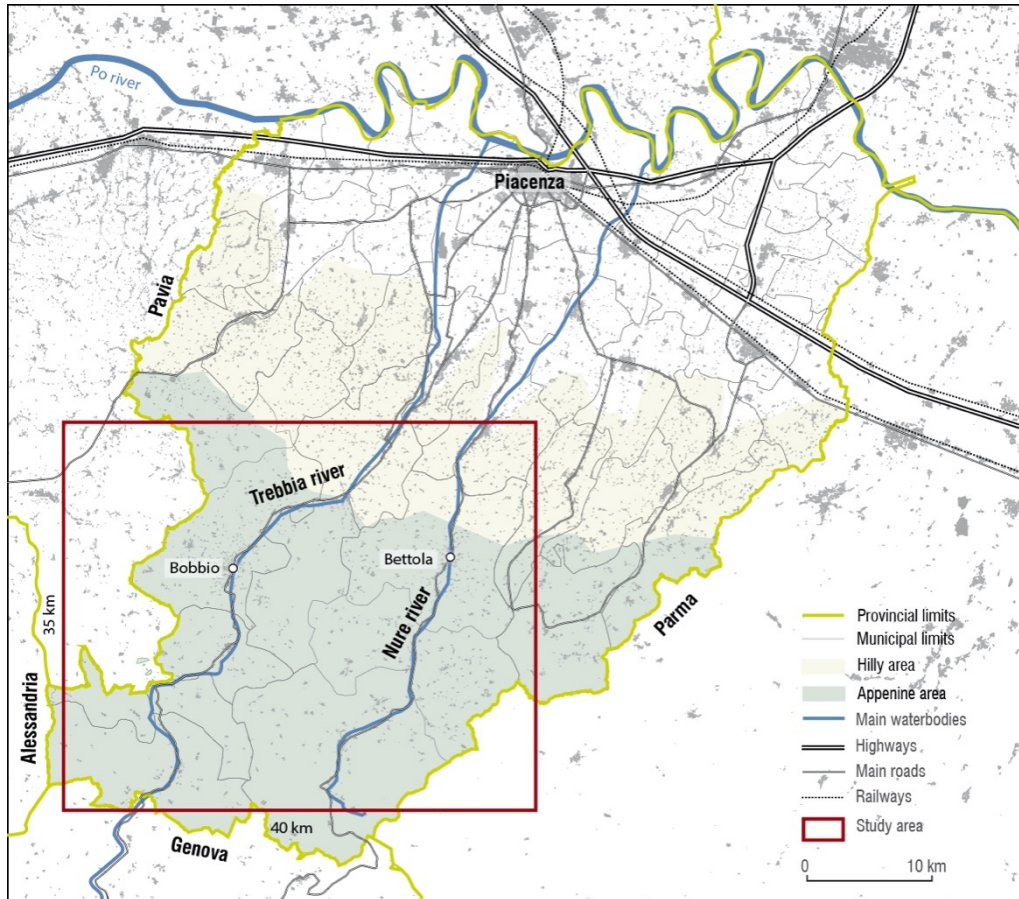 Po river
Piacenza
Pavia
Trebbia river
Bobbio
Bettola
Nure river
35 km
Parma
Alessandria
40 km
Genova
Provincial limits
Municipal limits
Hilly area
Appenine area
Main waterbodies
Highways
Main roads
Railways
Study area
0 10 km